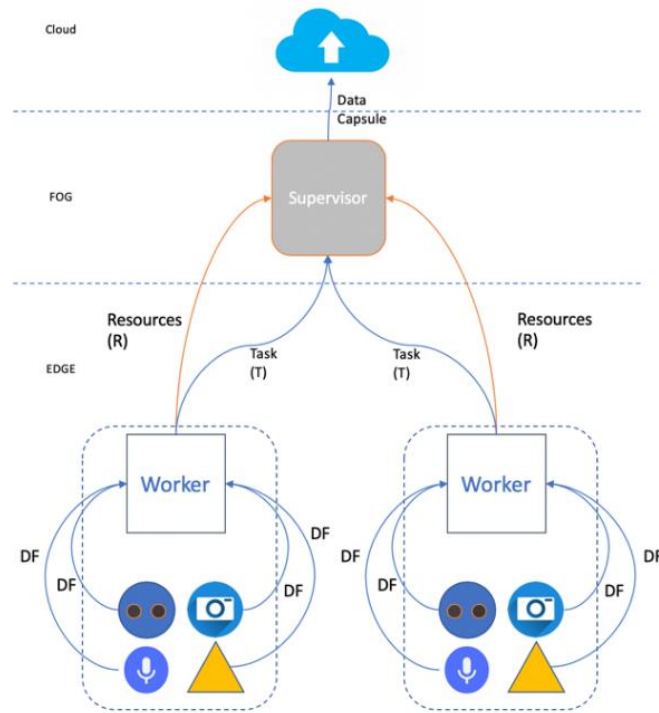 Cloud
Data
Capsule
FOG
Supervisor
Resources
(R)
Task
(T)
Task
(T)
Resources
(R)
EDGE
Worker
Worker
DF
DF
DF
DF
DF
DF
DF
DF